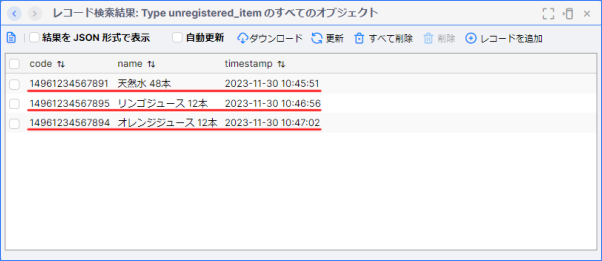 レコード検索結果: Type unregistered_item のすべてのオブジェクト
結果を JSON 形式で表示 自動更新 ダウンロード 更新 すべて削除 削除 レコードを追加
code name timestamp
14961234567891 天然水 48本 2023-11-30 10:45:51
14961234567895 リンゴジュース 12本 2023-11-30 10:46:56
14961234567894 オレンジジュース 12本 2023-11-30 10:47:02